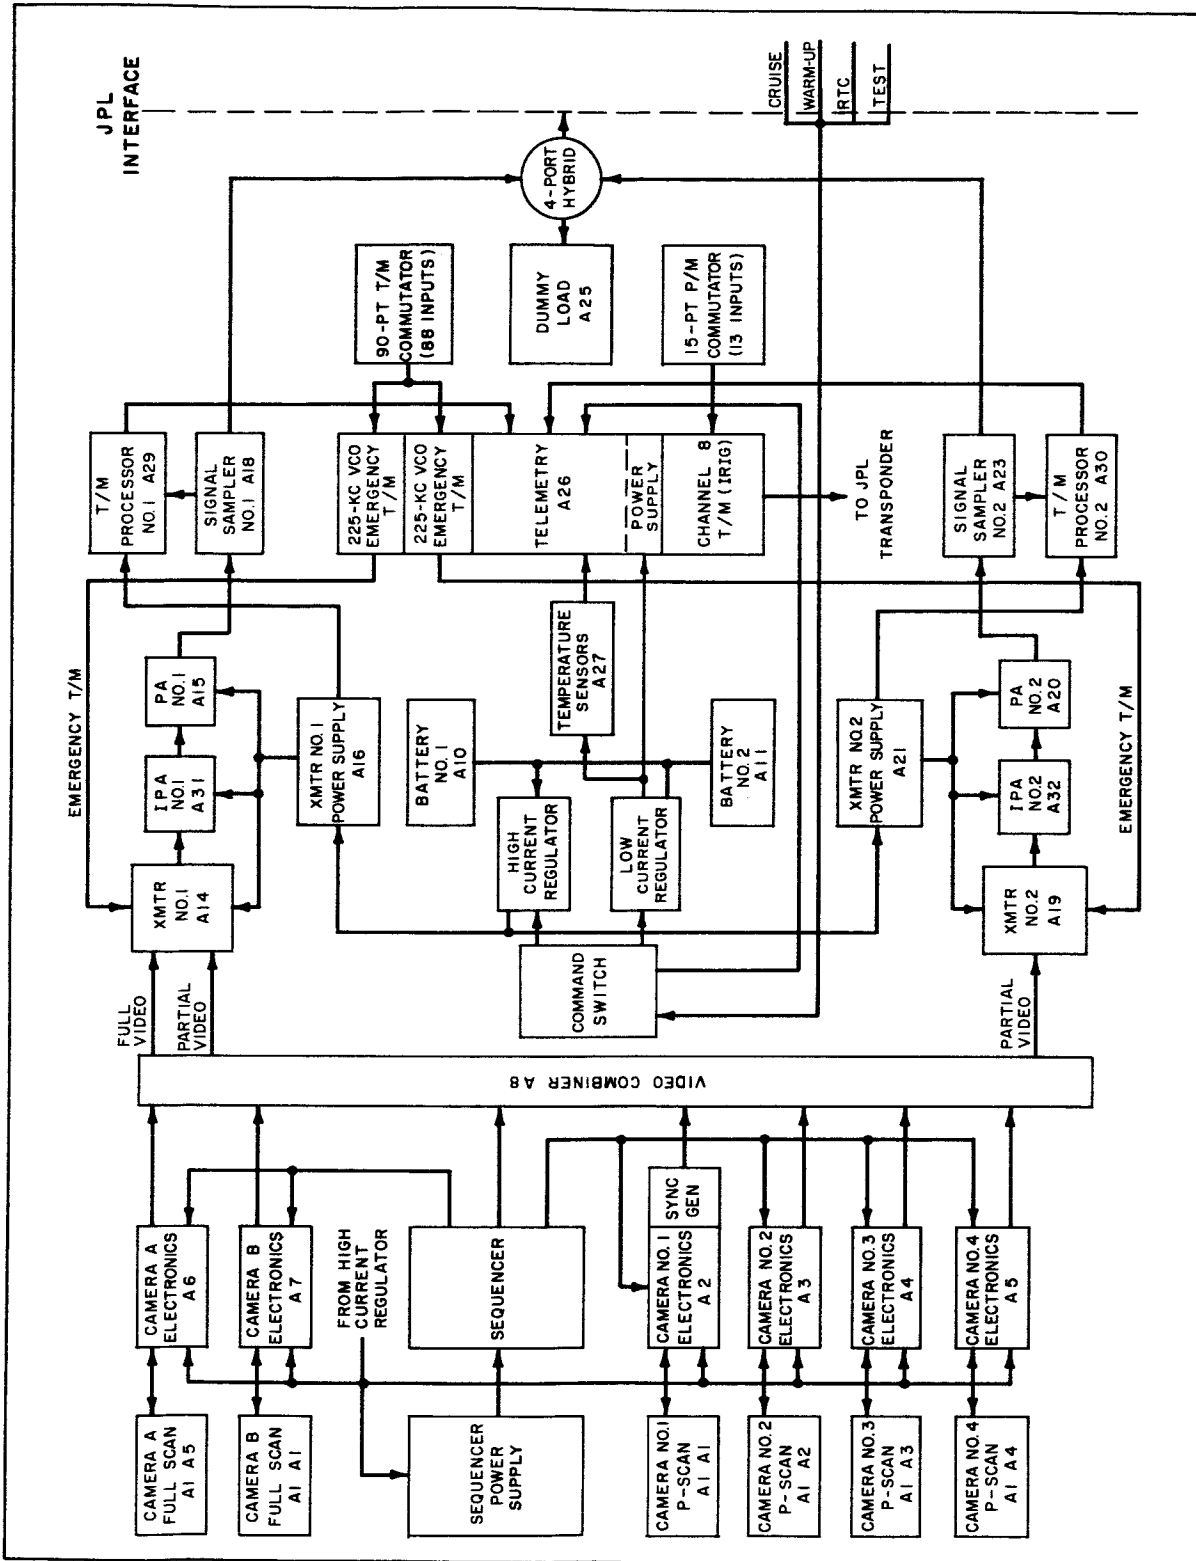 JPL
INTERFACE
CRUISE
WARM-UP
RTC
TEST
4-PORT
HYBRID
90-PT T/M
COMMUTATOR
(88 INPUTS)
DUMMY
LOAD
A25
15-PT P/M
COMMUTATOR
(13 INPUTS)
T/M
PROCESSOR
NO.1 A29
SIGNAL
SAMPLER
NO.1 A18
225-KC VCO
EMERGENCY
T/M
225-KC VCO
EMERGENCY
T/M
TELEMETRY
A26
POWER
SUPPLY
CHANNEL 8
T/M (IRIG)
TO JPL
TRANSPONDER
SIGNAL
SAMPLER
NO.2 A23
T/M
PROCESSOR
NO.2 A30
EMERGENCY T/M
PA
NO.1
A15
IPA
NO.1
A31
XMTR
NO.1
A14
XMTR NO.1
POWER SUPPLY
A16
BATTERY
NO.1
A10
TEMPERATURE
SENSORS
A27
BATTERY
NO.2
A11
HIGH
CURRENT
REGULATOR
LOW
CURRENT
REGULATOR
COMMAND
SWITCH
XMTR NO.2
POWER SUPPLY
A21
PA
NO.2
A20
IPA
NO.2
A32
XMTR
NO.2
A19
EMERGENCY T/M
FULL
VIDEO
PARTIAL
VIDEO
PARTIAL
VIDEO
VIDEO COMBINER A8
CAMERA A
ELECTRONICS
A6
CAMERA B
ELECTRONICS
A7
FROM HIGH
CURRENT
REGULATOR
SEQUENCER
SYNC
GEN
CAMERA NO.1
ELECTRONICS
A2
CAMERA NO.2
ELECTRONICS
A3
CAMERA NO.3
ELECTRONICS
A4
CAMERA NO.4
ELECTRONICS
A5
CAMERA A
FULL SCAN
A1 A5
CAMERA B
FULL SCAN
A1 A1
SEQUENCER
POWER
SUPPLY
CAMERA NO.1
P-SCAN
A1 A1
CAMERA NO.2
P-SCAN
A1 A2
CAMERA NO.3
P-SCAN
A1 A3
CAMERA NO.4
P-SCAN
A1 A4